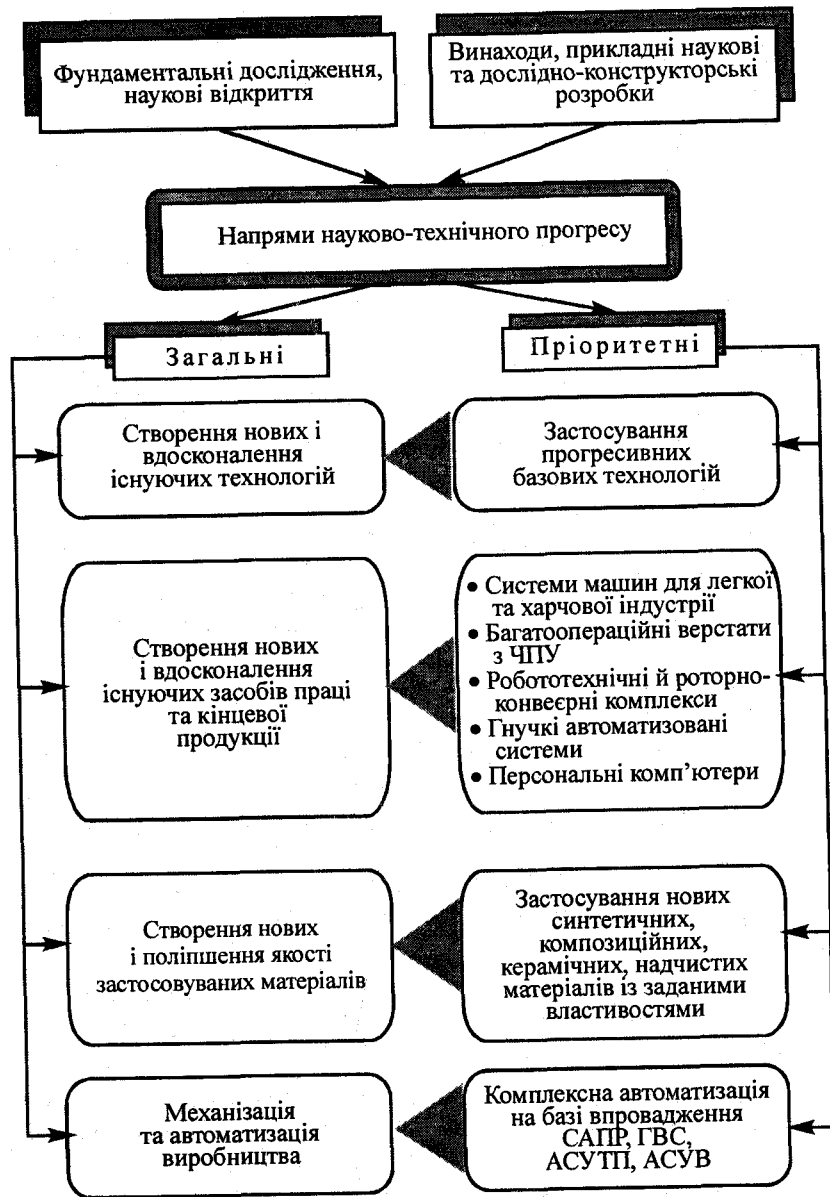 Фундаментальні дослідження,
наукові відкриття
Винаходи, прикладні наукові
та дослідно-конструкторські
розробки
Напрями науково-технічного прогресу
Загальні
Пріоритетні
Створення нових і
вдосконалення
існуючих технологій
Застосування
прогресивних
базових технологій
Створення нових
і вдосконалення
існуючих засобів праці
та кінцевої
продукції
• Системи машин для легкої
та харчової індустрії
• Багатоопераційні верстати
з ЧПУ
• Робототехнічні й роторно-
конвеєрні комплекси
• Гнучкі автоматизовані
системи
• Персональні комп’ютери
Створення нових
і поліпшення якості
застосовуваних матеріалів
Застосування нових
синтетичних,
композиційних,
керамічних, надчистих
матеріалів із заданими
властивостями
Механізація
та автоматизація
виробництва
Комплексна автоматизація
на базі впровадження
САПР, ГВС,
АСУТП, АСУВ